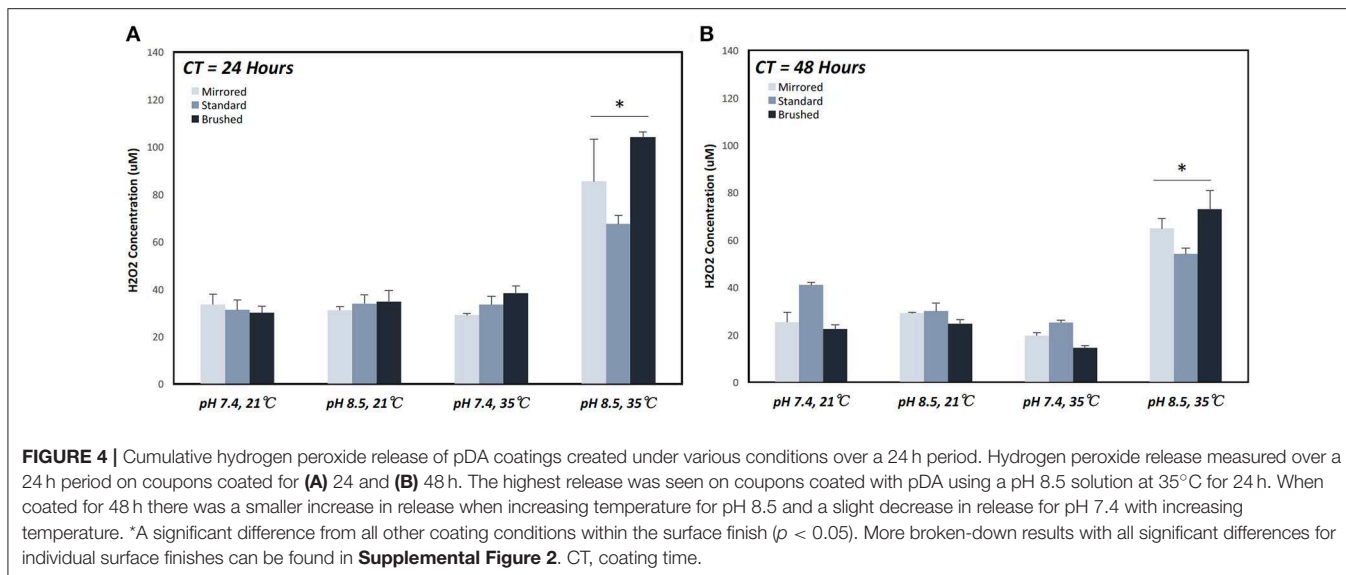 A
140
120
100
80
60
40
20
0
H2O2 Concentration (uM)
CT = 24 Hours
Mirrored
Standard
Brushed
*
pH 7.4, 21℃
pH 8.5, 21℃
pH 7.4, 35℃
pH 8.5, 35℃
B
140
120
100
80
60
40
20
0
H2O2 Concentration (uM)
CT = 48 Hours
Mirrored
Standard
Brushed
*
pH 7.4, 21℃
pH 8.5, 21℃
pH 7.4, 35℃
pH 8.5, 35℃
FIGURE 4 | Cumulative hydrogen peroxide release of pDA coatings created under various conditions over a 24 h period. Hydrogen peroxide release measured over a
24 h period on coupons coated for (A) 24 and (B) 48 h. The highest release was seen on coupons coated with pDA using a pH 8.5 solution at 35°C for 24 h. When
coated for 48 h there was a smaller increase in release when increasing temperature for pH 8.5 and a slight decrease in release for pH 7.4 with increasing
temperature. *A significant difference from all other coating conditions within the surface finish (p < 0.05). More broken-down results with all significant differences for
individual surface finishes can be found in Supplemental Figure 2. CT, coating time.